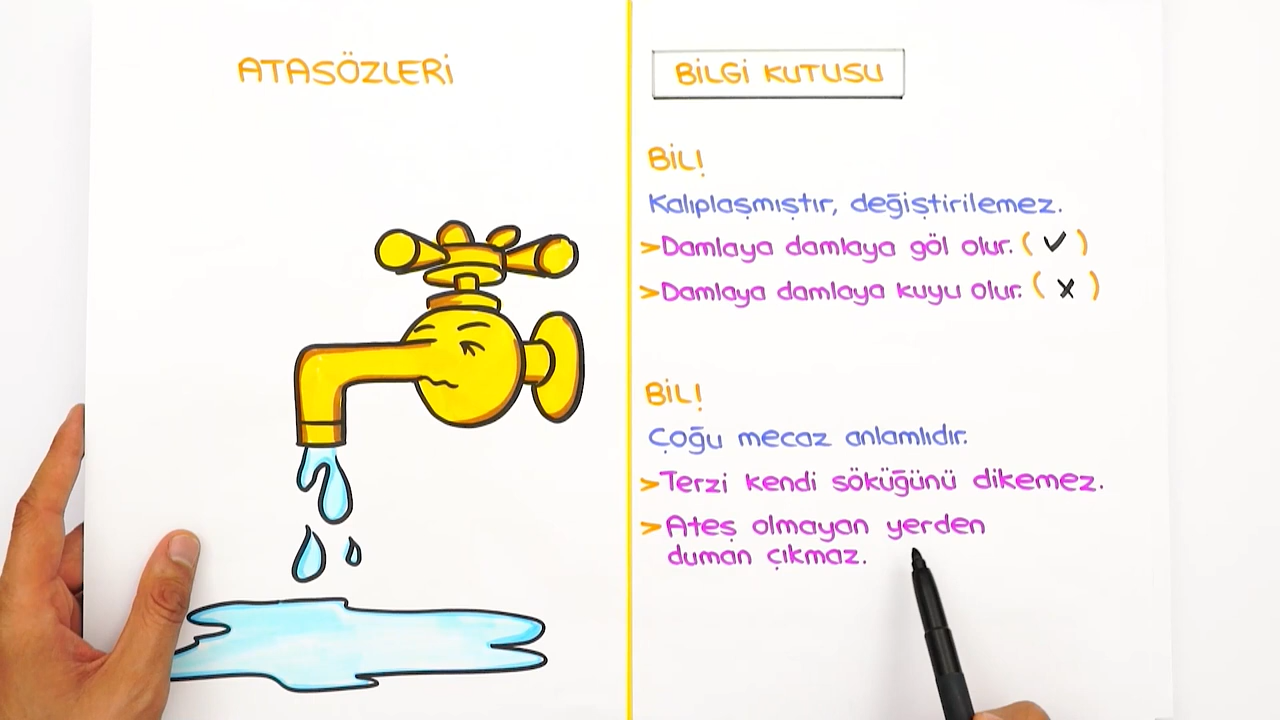 ATASÖZLERİ
BİLGİ KUTUSU
BİL!
Kalıplaşmıştır, değiştirilemez.
>Damlaya damlaya göl olur. ( ✓ )
>Damlaya damlaya kuyu olur. ( x )
BİL!
Çoğu mecaz anlamlıdır.
>Terzi kendi söküğünü dikemez.
>Ateş olmayan yerden
duman çıkmaz.